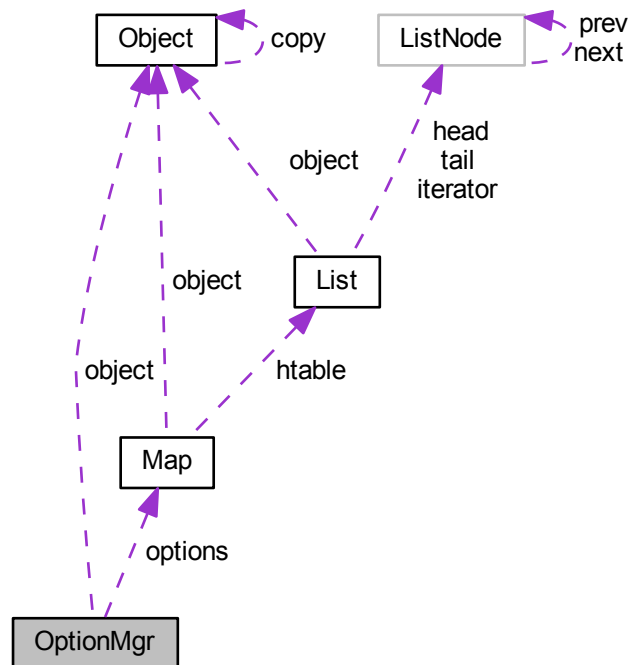 Object
copy
ListNode
prev
next
head
tail
iterator
object
List
object
object
htable
Map
options
OptionMgr